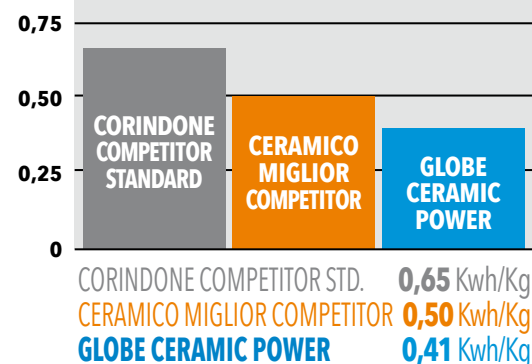 0,75
0,50
0,25
0
CORINDONE
COMPETITOR
STANDARD
CERAMICO
MIGLIOR
COMPETITOR
GLOBE
CERAMIC
POWER
CORINDONE COMPETITOR STD. 0,65 Kwh/Kg
CERAMICO MIGLIOR COMPETITOR 0,50 Kwh/Kg
GLOBE CERAMIC POWER 0,41 Kwh/Kg